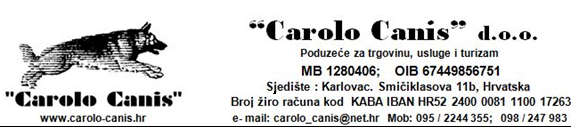 "Carolo Canis"
www.carolo-canis.hr
“Carolo Canis” d.o.o.
Poduzeće za trgovinu, usluge i turizam
MB 1280406; OIB 67449856751
Sjedište : Karlovac. Smičiklasova 11b, Hrvatska
Broj žiro računa kod KABA IBAN HR52 2400 0081 1100 17263
e- mail: carolo_canis@net.hr Mob: 095 / 2244 355; 098 / 247 983